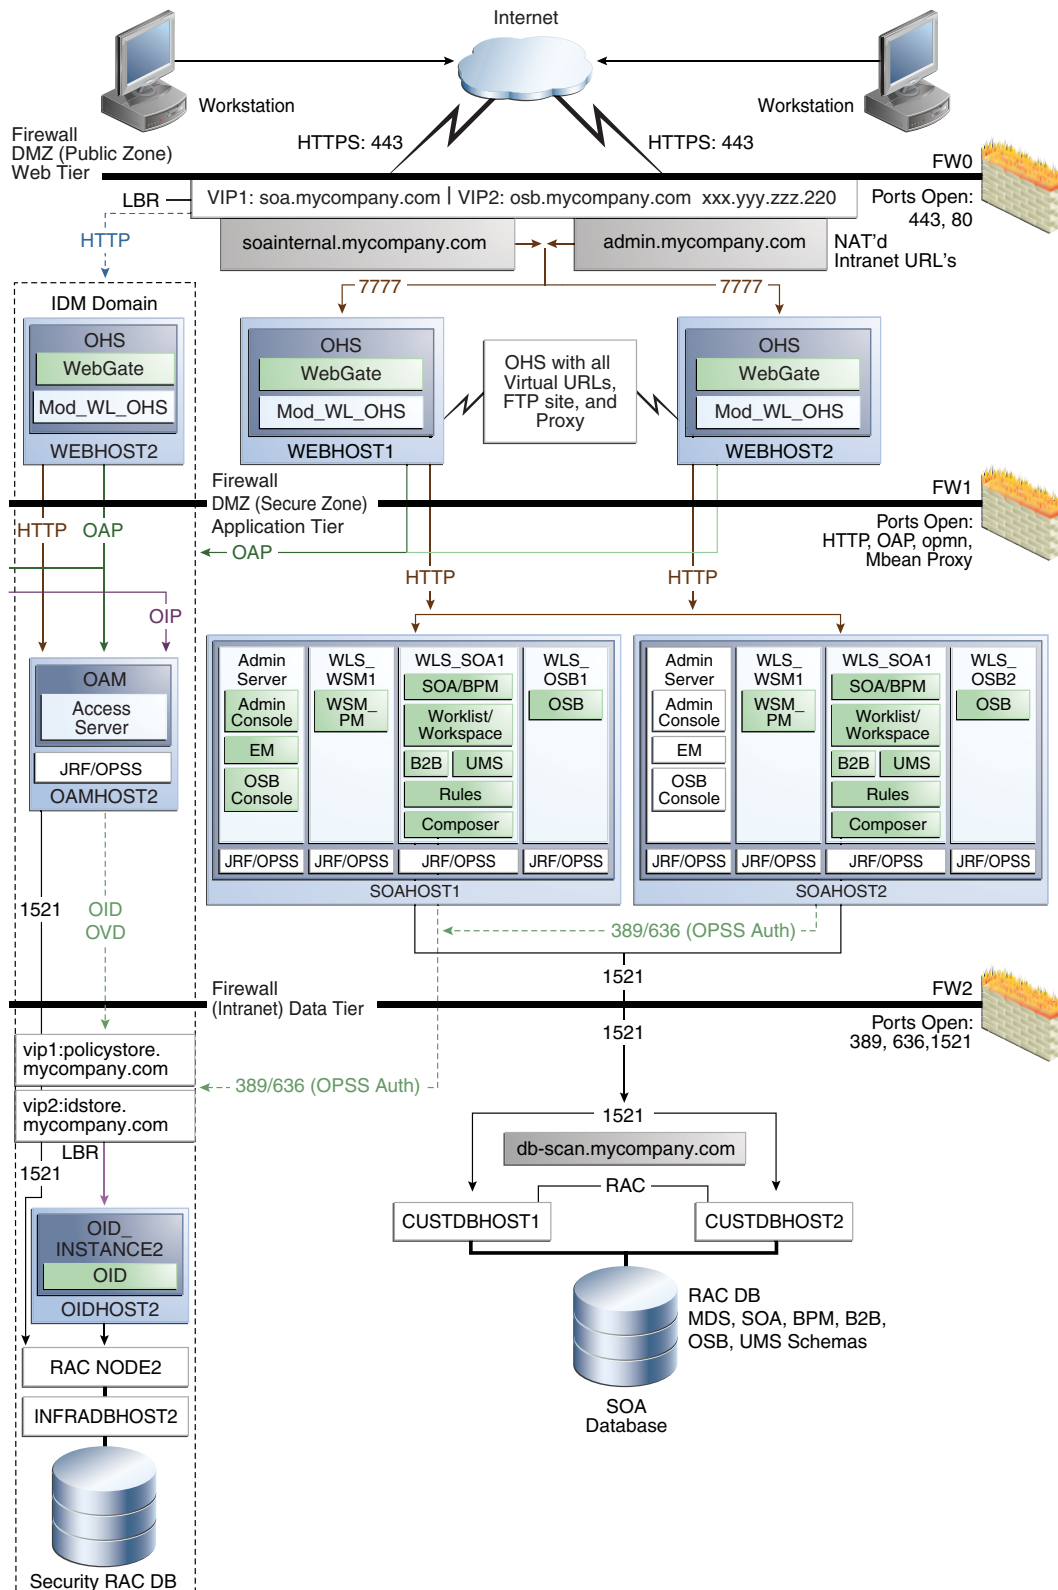 Internet
Workstation
Workstation
HTTPS: 443
HTTPS: 443
Firewall
DMZ (Public Zone)
Web Tier
FW0
LBR
VIP1: soa.mycompany.com | VIP2: osb.mycompany.com xxx.yyy.zzz.220
Ports Open:
443, 80
HTTP
soainternal.mycompany.com
admin.mycompany.com
NAT'd
Intranet URL's
7777
7777
IDM Domain
OHS
WebGate
Mod_WL_OHS
WEBHOST2
OHS
WebGate
Mod_WL_OHS
WEBHOST1
OHS with all
Virtual URLs,
FTP site, and
Proxy
OHS
WebGate
Mod_WL_OHS
WEBHOST2
Firewall
DMZ (Secure Zone)
Application Tier
FW1
Ports Open:
HTTP, OAP, opmn,
Mbean Proxy
HTTP
OAP
OAP
HTTP
HTTP
OIP
OAM
Access
Server
JRF/OPSS
OAMHOST2
Admin
Server
Admin
Console
EM
OSB
Console
JRF/OPSS
WLS_
WSM1
WSM_
PM
JRF/OPSS
WLS_SOA1
SOA/BPM
Worklist/
Workspace
B2B
UMS
Rules
Composer
JRF/OPSS
WLS_
OSB1
OSB
JRF/OPSS
SOAHOST1
Admin
Server
Admin
Console
EM
OSB
Console
JRF/OPSS
WLS_
WSM1
WSM_
PM
JRF/OPSS
WLS_SOA1
SOA/BPM
Worklist/
Workspace
B2B
UMS
Rules
Composer
JRF/OPSS
WLS_
OSB2
OSB
JRF/OPSS
SOAHOST2
1521
OID
OVD
389/636 (OPSS Auth)
1521
Firewall
(Intranet) Data Tier
FW2
Ports Open:
389, 636,1521
1521
vip1:policystore.
mycompany.com
389/636 (OPSS Auth)
vip2:idstore.
mycompany.com
1521
db-scan.mycompany.com
LBR
1521
RAC
CUSTDBHOST1
CUSTDBHOST2
OID_
INSTANCE2
OID
OIDHOST2
RAC DB
MDS, SOA, BPM, B2B,
OSB, UMS Schemas
RAC NODE2
INFRADBHOST2
SOA
Database
Security RAC DB